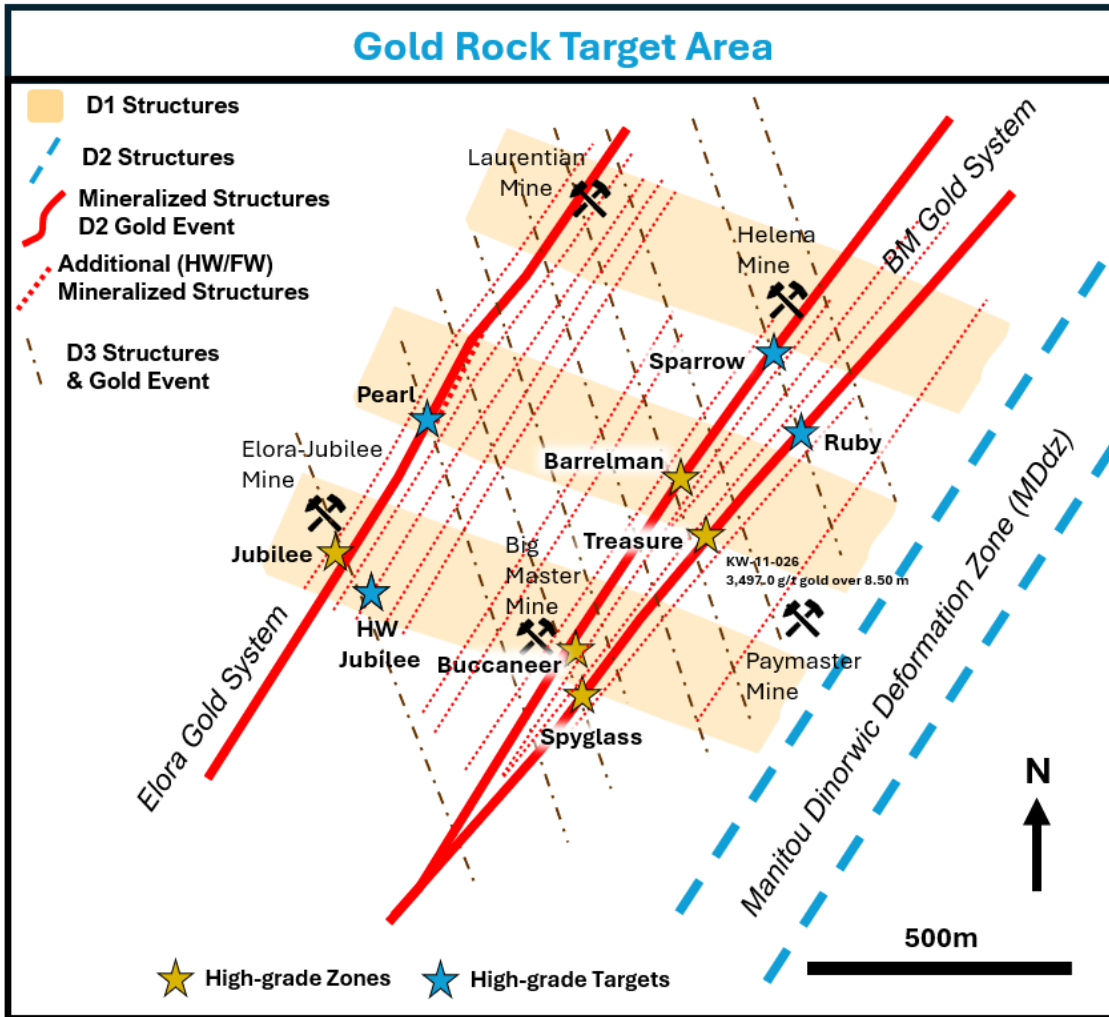 Gold Rock Target Area
D1 Structures
D2 Structures
Mineralized Structures
D2 Gold Event
Additional (HW/FW)
Mineralized Structures
D3 Structures
& Gold Event
Laurentian
Mine
Helena
Mine
BM Gold System
Sparrow
Pearl
Ruby
Elora-Jubilee
Mine
Barrelman
Jubilee
Treasure
Big
Master
Mine
KW-11-026
3,497.0 g/t gold over 8.50 m
HW
Jubilee
Buccaneer
Paymaster
Mine
Spyglass
Elora Gold System
Manitou Dinorwic Deformation Zone (MDdz)
N
500m
High-grade Zones
High-grade Targets